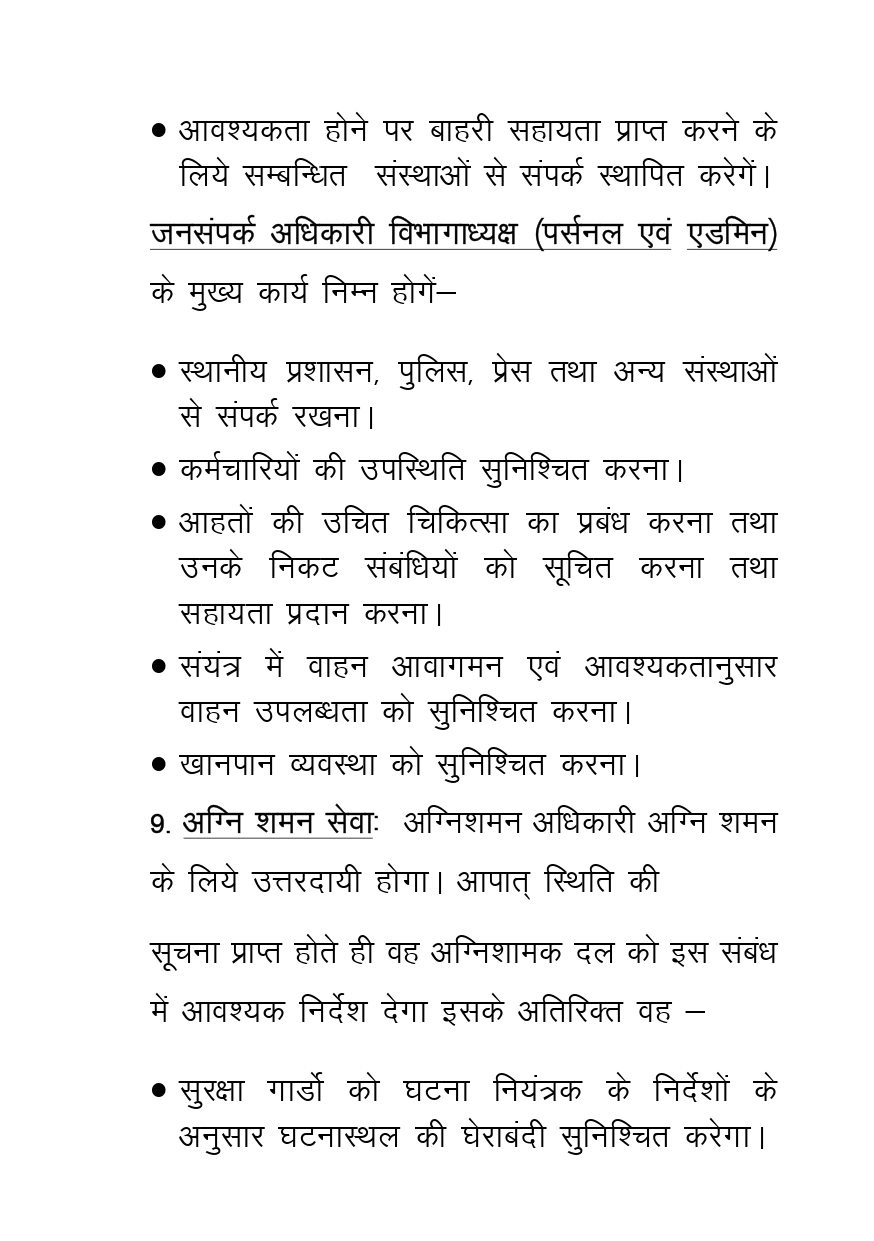 • आवश्यकता होने पर बाहरी सहायता प्राप्त करने के
लिये सम्बन्धित संस्थाओं से संपर्क स्थापित करेगें।
जनसंपर्क अधिकारी विभागाध्यक्ष (पर्सनल एवं एडमिन)
के मुख्य कार्य निम्न होगें–
• स्थानीय प्रशासन, पुलिस, प्रेस तथा अन्य संस्थाओं
से संपर्क रखना।
• कर्मचारियों की उपस्थिति सुनिश्चित करना।
• आहतों की उचित चिकित्सा का प्रबंध करना तथा
उनके निकट संबंधियों को सूचित करना तथा
सहायता प्रदान करना।
• संयंत्र में वाहन आवागमन एवं आवश्यकतानुसार
वाहन उपलब्धता को सुनिश्चित करना।
• खानपान व्यवस्था को सुनिश्चित करना।
9. अग्नि शमन सेवाः अग्निशमन अधिकारी अग्नि शमन
के लिये उत्तरदायी होगा। आपात् स्थिति की
सूचना प्राप्त होते ही वह अग्निशामक दल को इस संबंध
में आवश्यक निर्देश देगा इसके अतिरिक्त वह –
• सुरक्षा गार्डो को घटना नियंत्रक के निर्देशों के
अनुसार घटनास्थल की घेराबंदी सुनिश्चित करेगा।